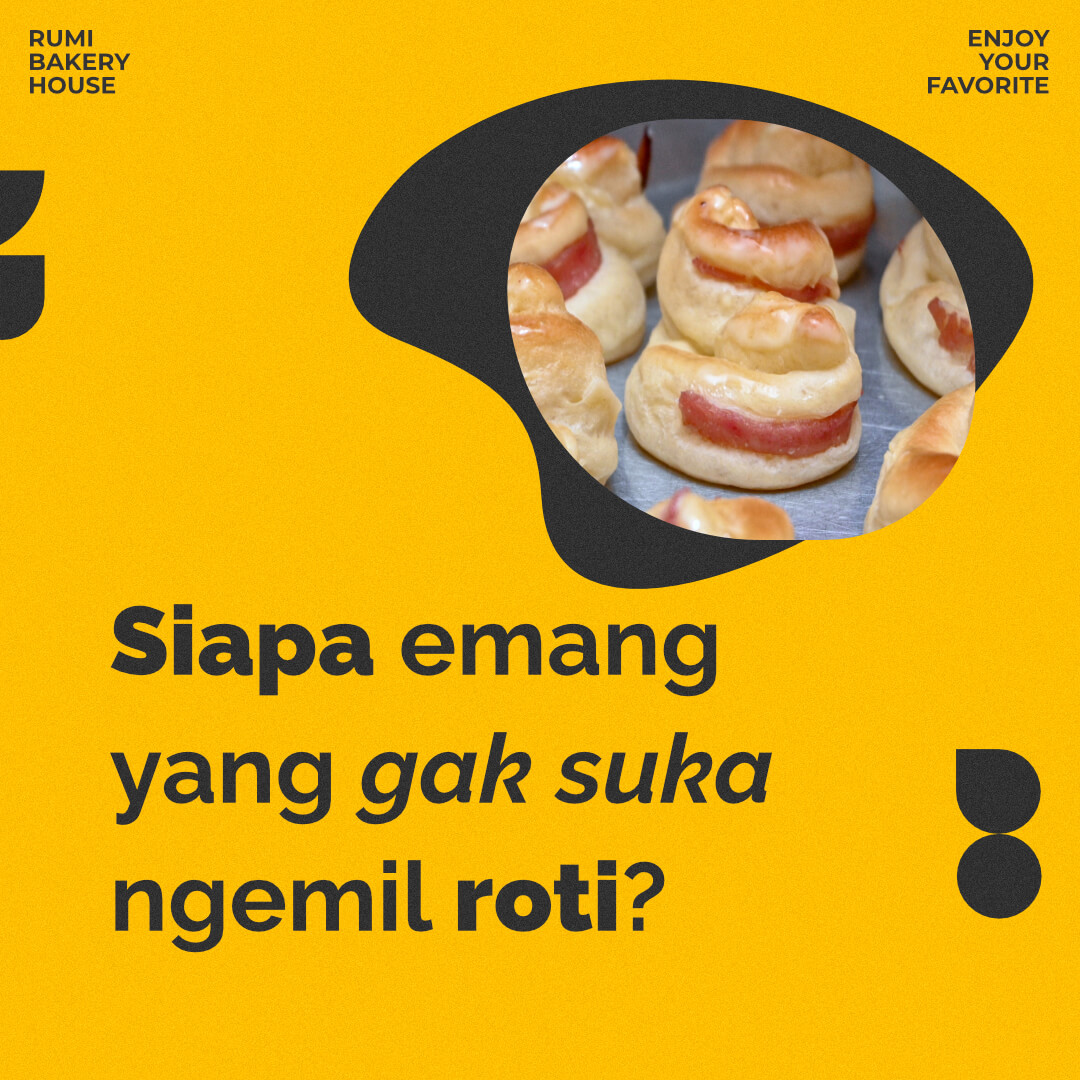 RUMI
BAKERY
HOUSE
ENJOY
YOUR
FAVORITE
Siapa emang
yang gak suka
ngemil roti?